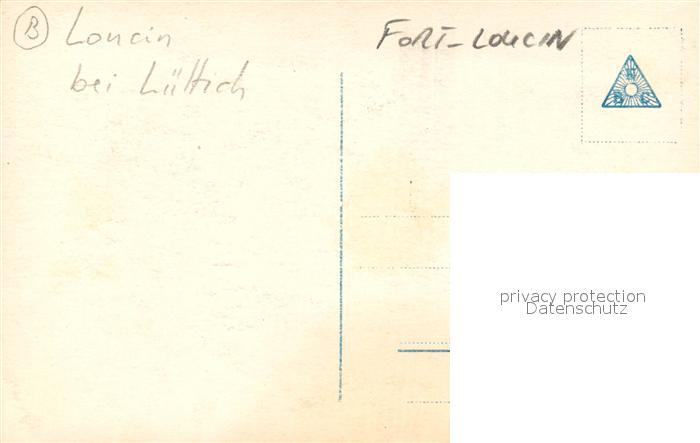 B Loncin
bei Lüttich
FORT-LONCIN
privacy protection
Datenschutz